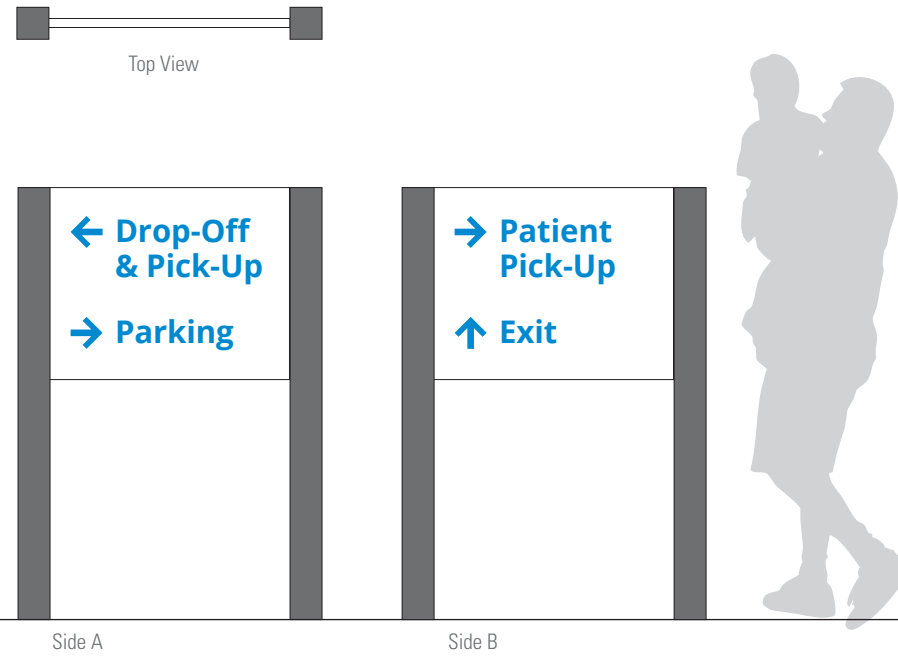 Top View
Drop-Off
& Pick-Up
Parking
Patient
Pick-Up
Exit
Side A
Side B